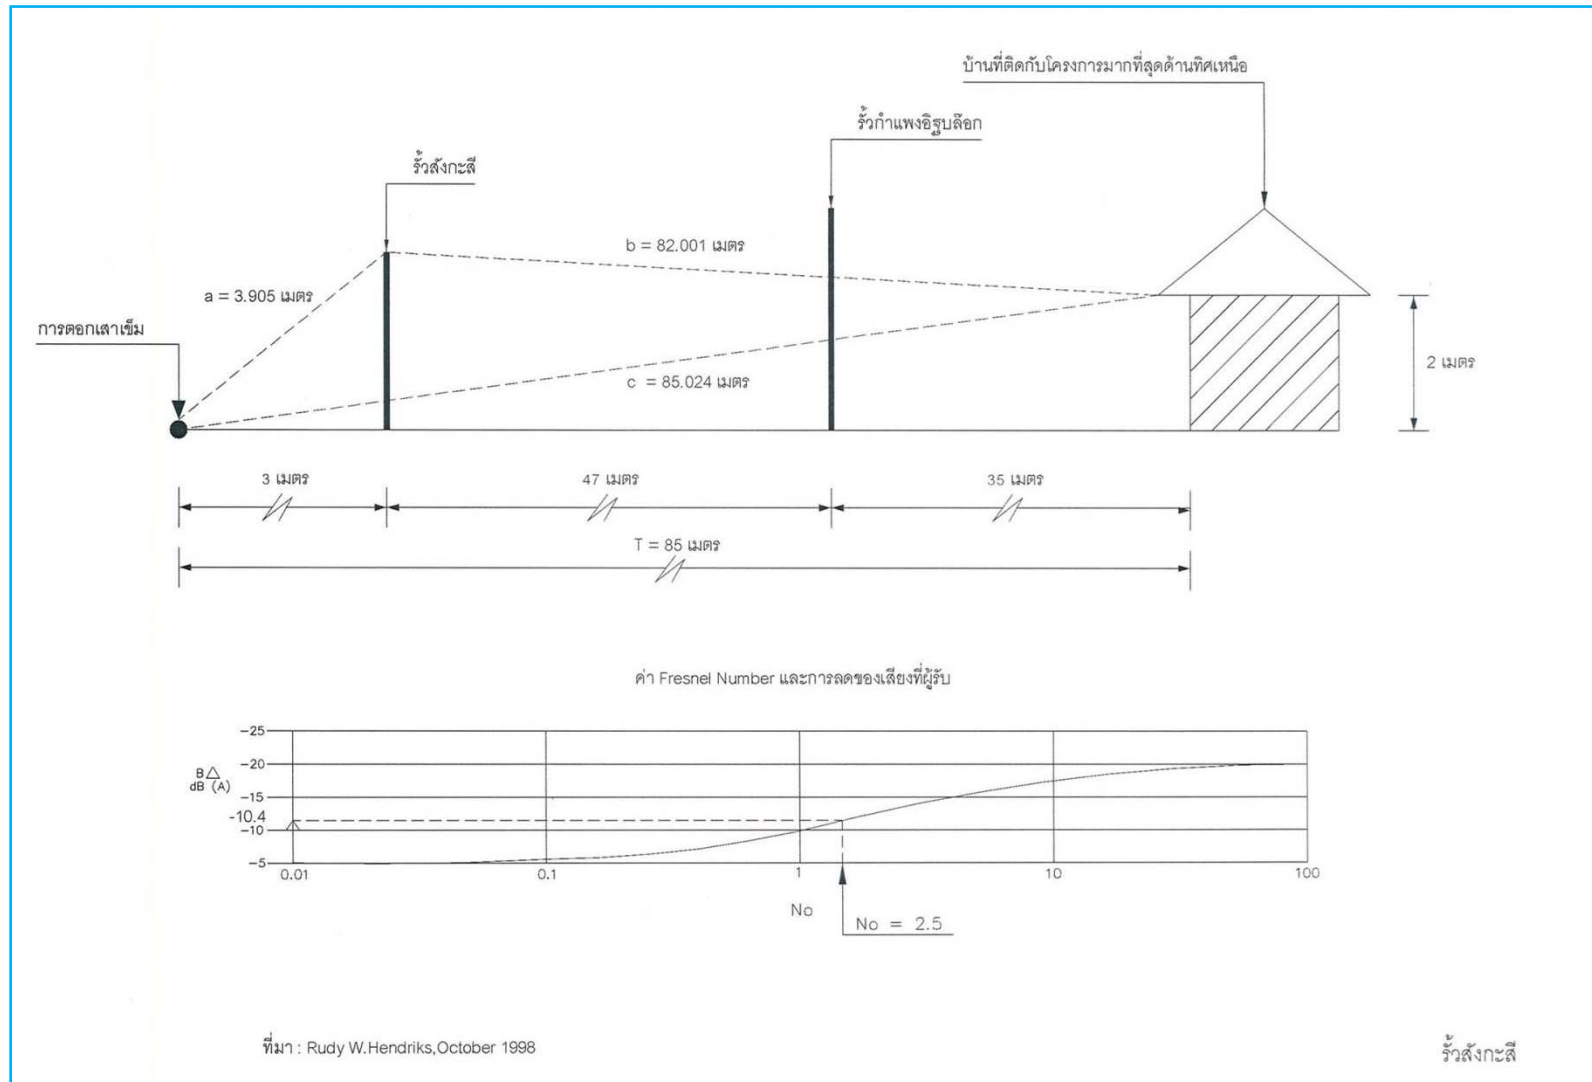 บ้านที่ติดกับโครงการมากที่สุดด้านทิศเหนือ
รั้วกำแพงอิฐบล๊อก
รั้วสังกะสี
b = 82.001 เมตร
a = 3.905 เมตร
การตอกเสาเข็ม
c = 85.024 เมตร
2 เมตร
3 เมตร
47 เมตร
35 เมตร
T = 85 เมตร
ค่า Fresnel Number และการลดของเสียงที่ผู้รับ
-25
-20
B△
dB (A)
-15
-10.4
-10
-5
0.01
0.1
1
10
100
No
No = 2.5
ที่มา : Rudy W.Hendriks,October 1998
รั้วสังกะสี